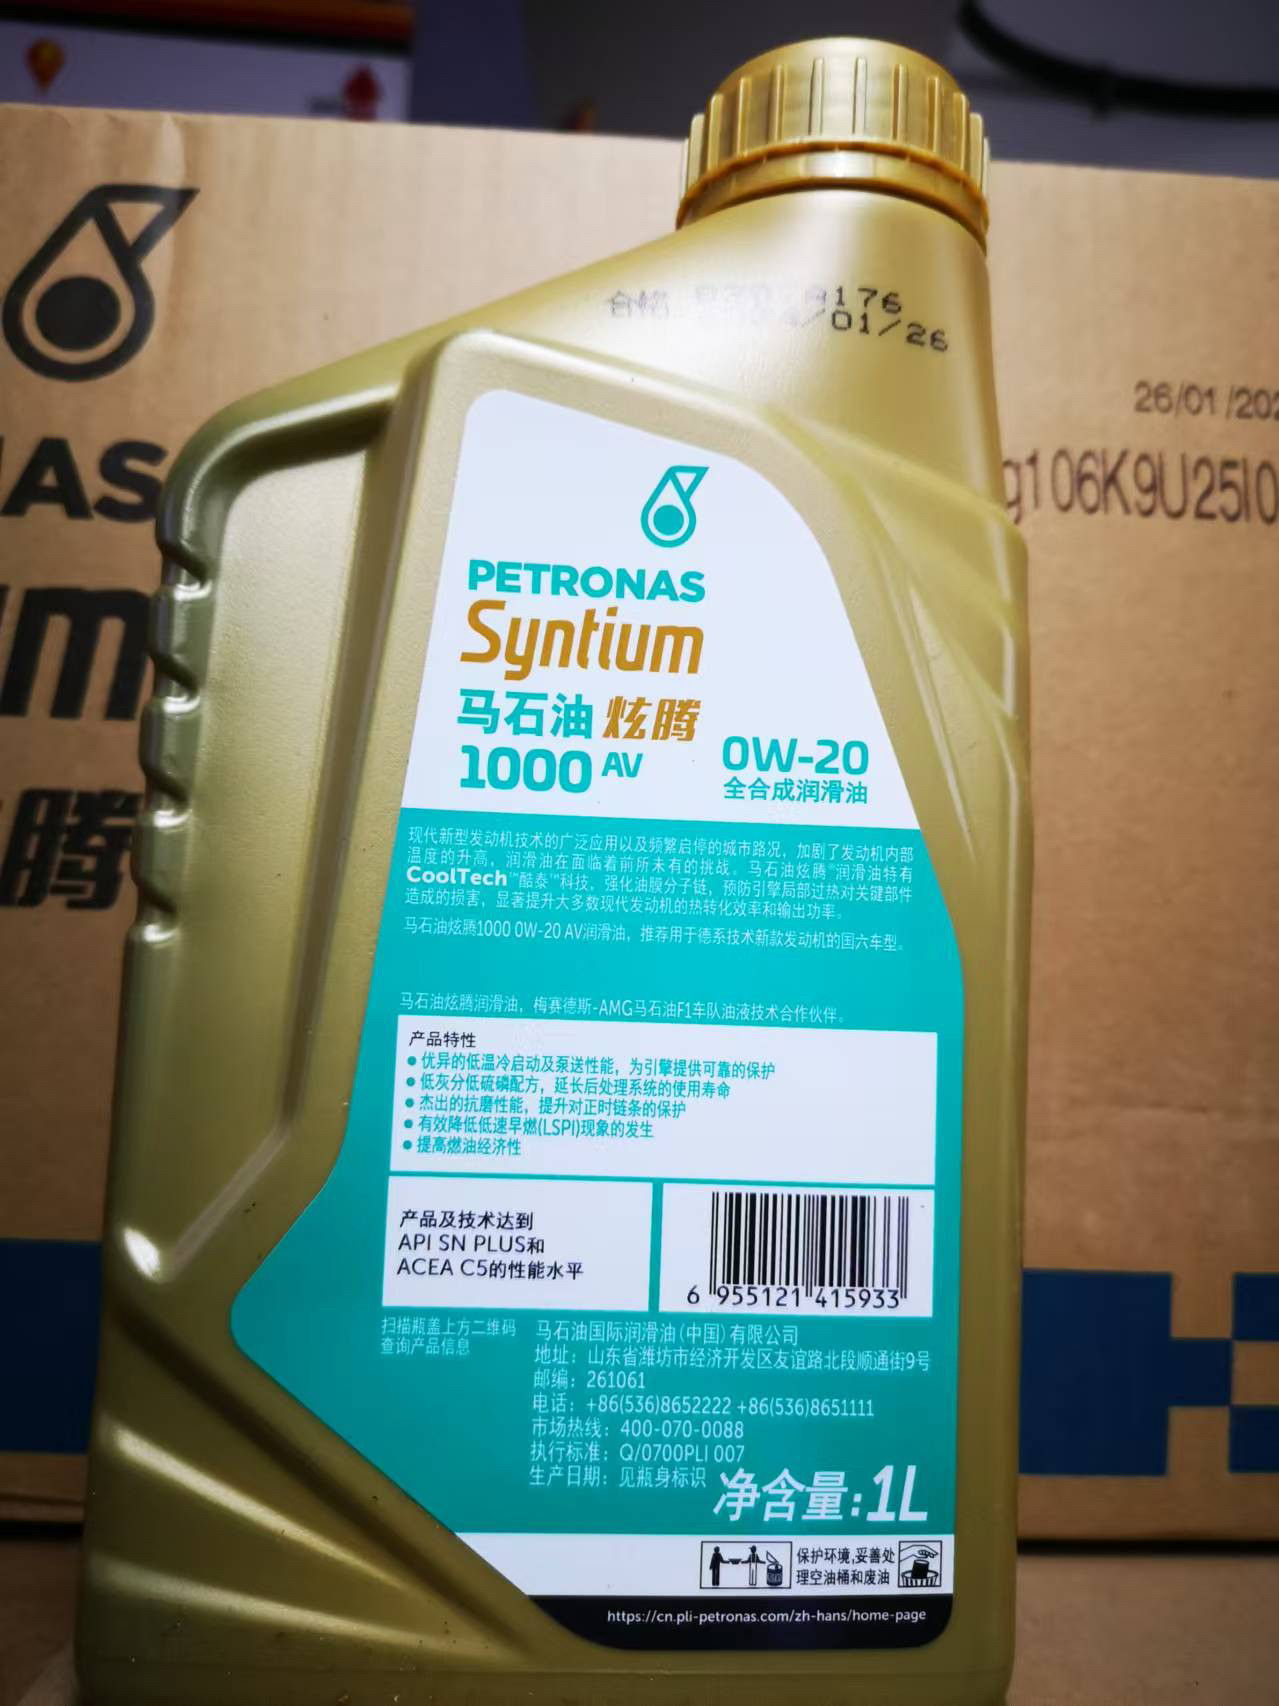 合格
176
/01/26
26/01/202
g106K9U25I0
NAS
um
腾
PETRONAS
Syntium
马石油 炫腾
1000 AV
0W-20
全合成润滑油
现代新型发动机技术的广泛应用以及频繁启停的城市路况，加剧了发动机内部
温度的升高，润滑油在面临着前所未有的挑战。马石油炫腾®润滑油特有
CoolTech™酷泰™科技，强化油膜分子链，预防引擎局部过热对关键部件
造成的损害，显著提升大多数现代发动机的热转化效率和输出功率。
马石油炫腾1000 0W-20 AV润滑油，推荐用于德系技术新款发动机的国六车型。
马石油炫腾润滑油，梅赛德斯-AMG马石油F1车队油液技术合作伙伴。
产品特性
● 优异的低温冷启动及泵送性能，为引擎提供可靠的保护
● 低灰分低硫磷配方，延长后处理系统的使用寿命
● 杰出的抗磨性能，提升对正时链条的保护
● 有效降低低速早燃(LSPI)现象的发生
● 提高燃油经济性
产品及技术达到
API SN PLUS和
ACEA C5的性能水平
6 955121 415933
扫描瓶盖上方二维码
查询产品信息
马石油国际润滑油(中国)有限公司
地址：山东省潍坊市经济开发区友谊路北段顺通街9号
邮编：261061
电话：+86(536)8652222 +86(536)8651111
市场热线：400-070-0088
执行标准：Q/0700PLI 007
生产日期：见瓶身标识
净含量:1L
保护环境,妥善处
理空油桶和废油
https://cn.pli-petronas.com/zh-hans/home-page